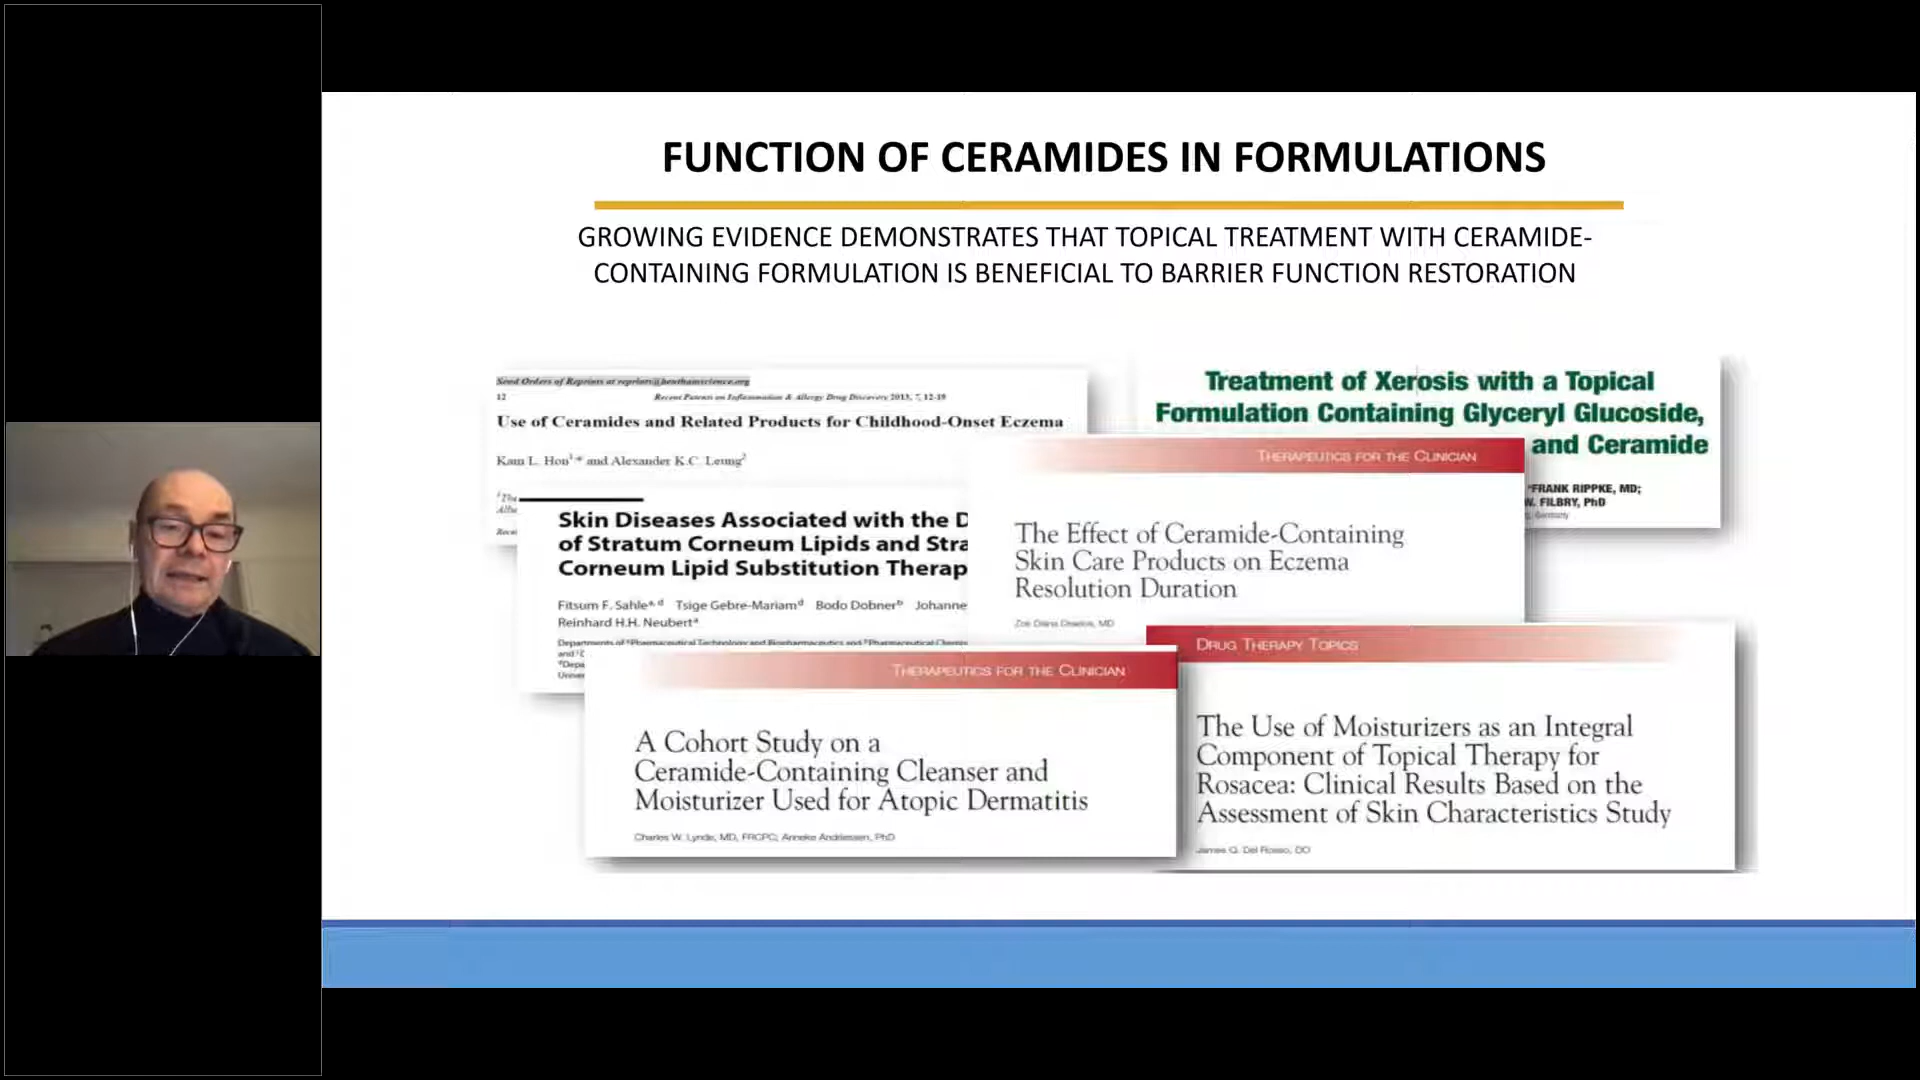 FUNCTION OF CERAMIDES IN FORMULATIONS
GROWING EVIDENCE DEMONSTRATES THAT TOPICAL TREATMENT WITH CERAMIDE-
CONTAINING FORMULATION IS BENEFICIAL TO BARRIER FUNCTION RESTORATION
Send Orders of Reprints at reprints@benthamscience.org
12
Recent Patents on Inflammation & Allergy Drug Discovery 2013, 7, 12-19
Use of Ceramides and Related Products for Childhood-Onset Eczema
Kam L. Hon¹,* and Alexander K.C. Leung²
Treatment of Xerosis with a Topical
Formulation Containing Glyceryl Glucoside,
and Ceramide
FRANK RIPPKE, MD;
W. FILBRY, PhD
Germany
Skin Diseases Associated with the D
of Stratum Corneum Lipids and Stra
Corneum Lipid Substitution Therap
Fitsum F. Sahle
Tsige Gebre-Mariam
Bodo Dobner
Johanne
Reinhard H.H. Neubert
THERAPEUTICS FOR THE CLINICIAN
The Effect of Ceramide-Containing
Skin Care Products on Eczema
Resolution Duration
Zoe Diana Draelos, MD
THERAPEUTICS FOR THE CLINICIAN
A Cohort Study on a
Ceramide-Containing Cleanser and
Moisturizer Used for Atopic Dermatitis
Charles W. Lynde, MD, FRCPC; Anneke Andriessen, PhD
DRUG THERAPY TOPICS
The Use of Moisturizers as an Integral
Component of Topical Therapy for
Rosacea: Clinical Results Based on the
Assessment of Skin Characteristics Study
James Q. Del Rosso, DO